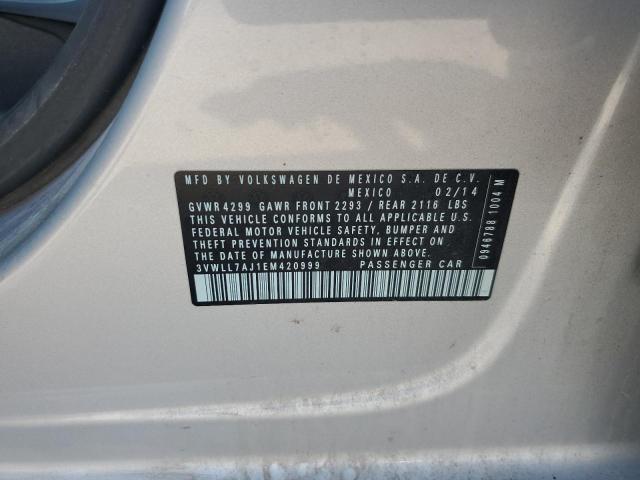 MFD BY VOLKSWAGEN DE MEXICO S.A. DE C.V.
MEXICO 02/14
GVWR 4299 GAWR FRONT 2293 / REAR 2116 LBS
THIS VEHICLE CONFORMS TO ALL APPLICABLE U.S.
FEDERAL MOTOR VEHICLE SAFETY, BUMPER AND
THEFT PREVENTION STANDARDS IN EFFECT ON
THE DATE OF MANUFACTURE SHOWN ABOVE.
3VWLL7AJ1EM420999 PASSENGER CAR
0946788 1004 M